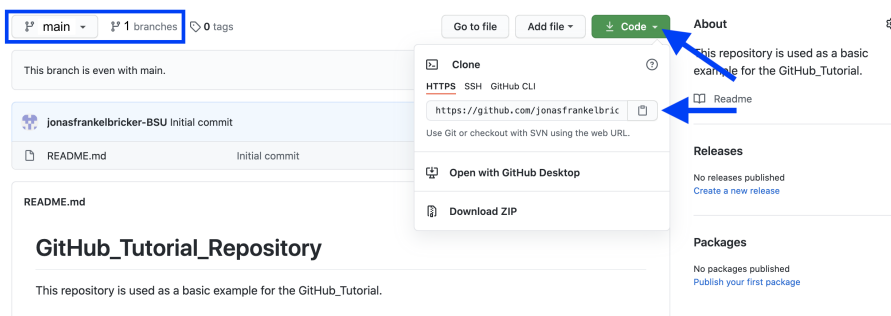 main
1 branches
0 tags
Go to file
Add file
Code
About
This repository is used as a basic
example for the GitHub_Tutorial.
Readme
Releases
No releases published
Create a new release
Packages
No packages published
Publish your first package
This branch is even with main.
jonasfrankelbricker-BSU Initial commit
README.md Initial commit
Clone
HTTPS SSH GitHub CLI
https://github.com/jonasfrankelbric
Use Git or checkout with SVN using the web URL.
Open with GitHub Desktop
Download ZIP
README.md
GitHub_Tutorial_Repository
This repository is used as a basic example for the GitHub_Tutorial.